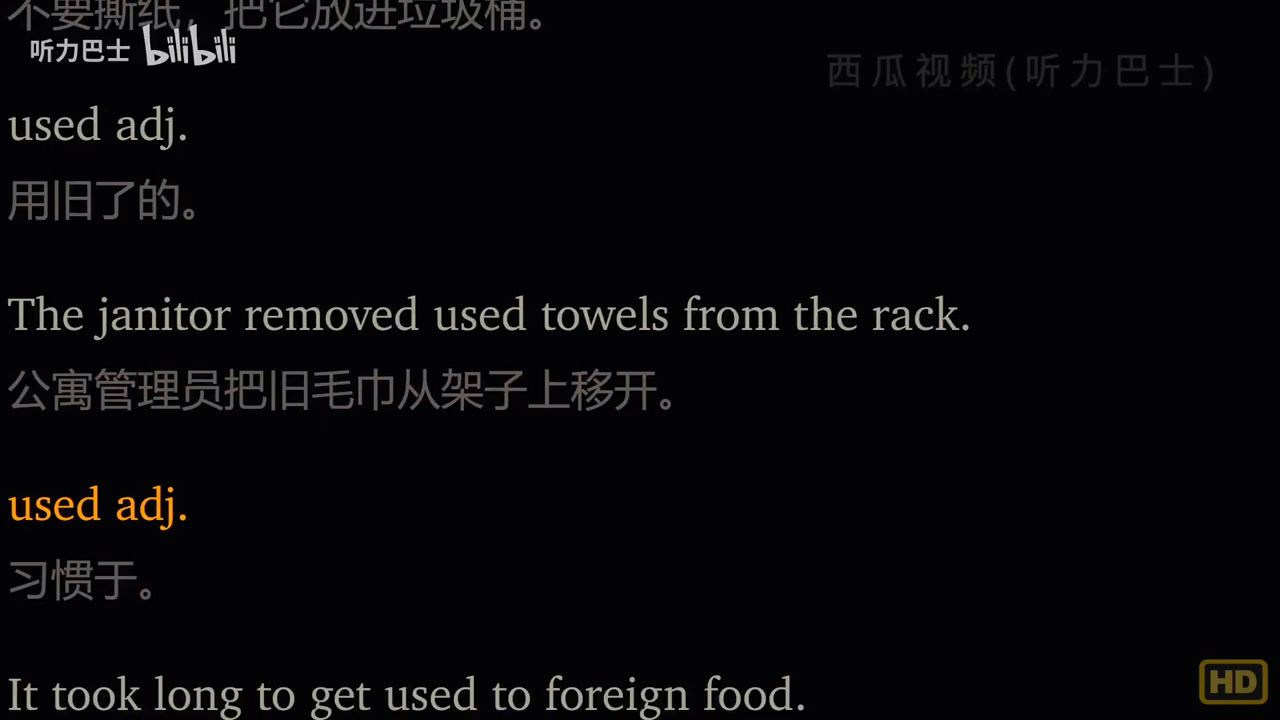 不要撕纸，把它放进垃圾桶。
听力巴士 bilibili
西瓜视频(听力巴士)
used adj.
用旧了的。
The janitor removed used towels from the rack.
公寓管理员把旧毛巾从架子上移开。
used adj.
习惯于。
It took long to get used to foreign food.
HD